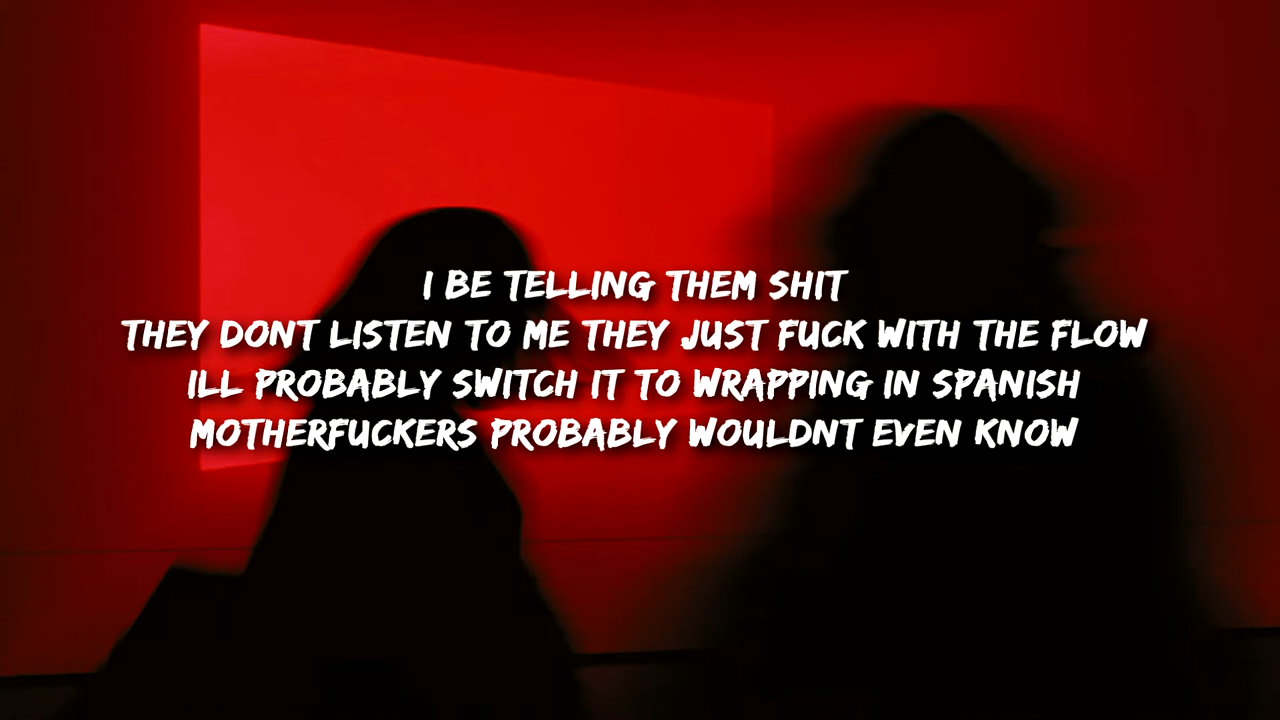 I BE TELLING THEM SHIT
THEY DONT LISTEN TO ME THEY JUST FUCK WITH THE FLOW
ILL PROBABLY SWITCH IT TO WRAPPING IN SPANISH
MOTHERFUCKERS PROBABLY WOULDNT EVEN KNOW